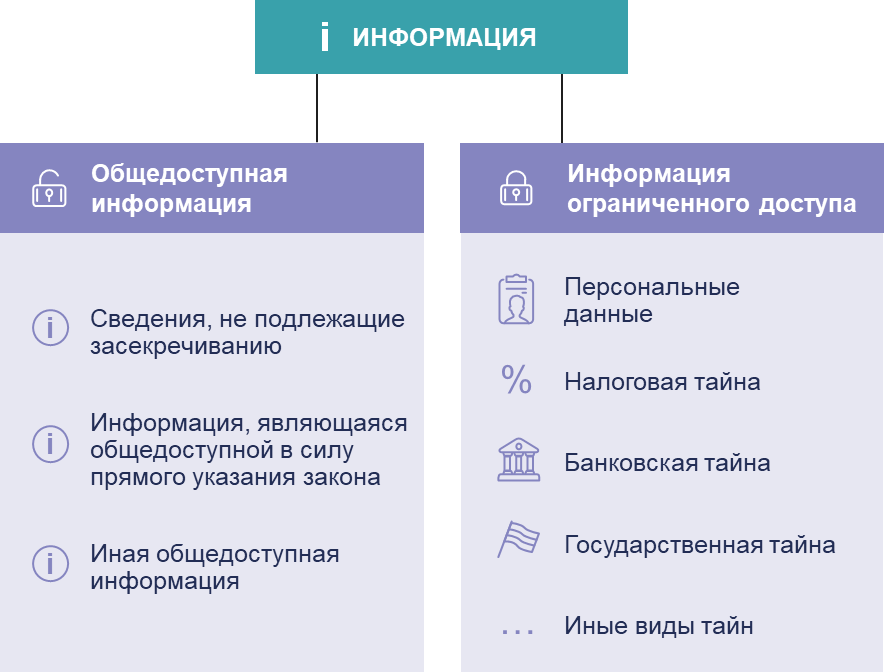 i ИНФОРМАЦИЯ
Общедоступная
информация
Сведения, не подлежащие
засекречиванию
Информация, являющаяся
общедоступной в силу
прямого указания закона
Иная общедоступная
информация
Информация
ограниченного доступа
Персональные
данные
% Налоговая тайна
Банковская тайна
Государственная тайна
... Иные виды тайн